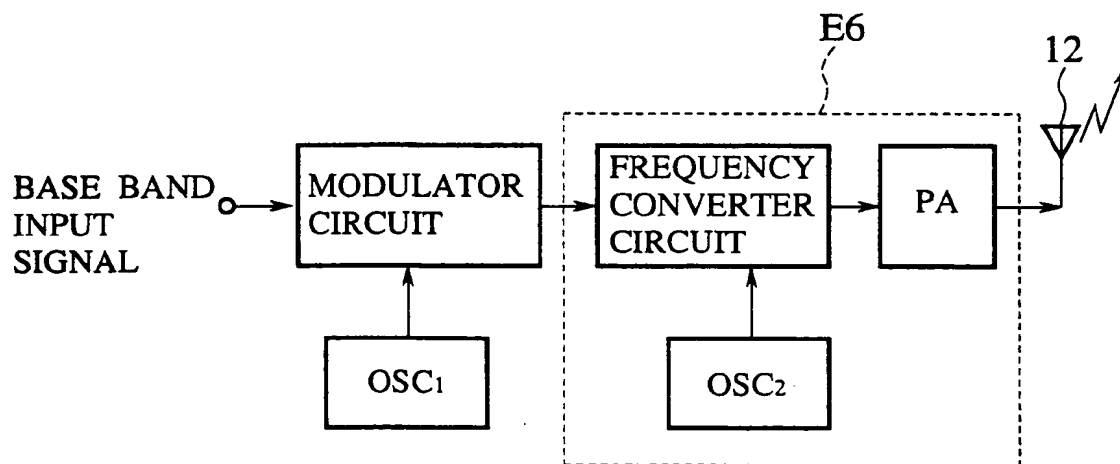 E6
12
BASE BAND
INPUT
SIGNAL
MODULATOR
CIRCUIT
FREQUENCY
CONVERTER
CIRCUIT
PA
OSC1
OSC2